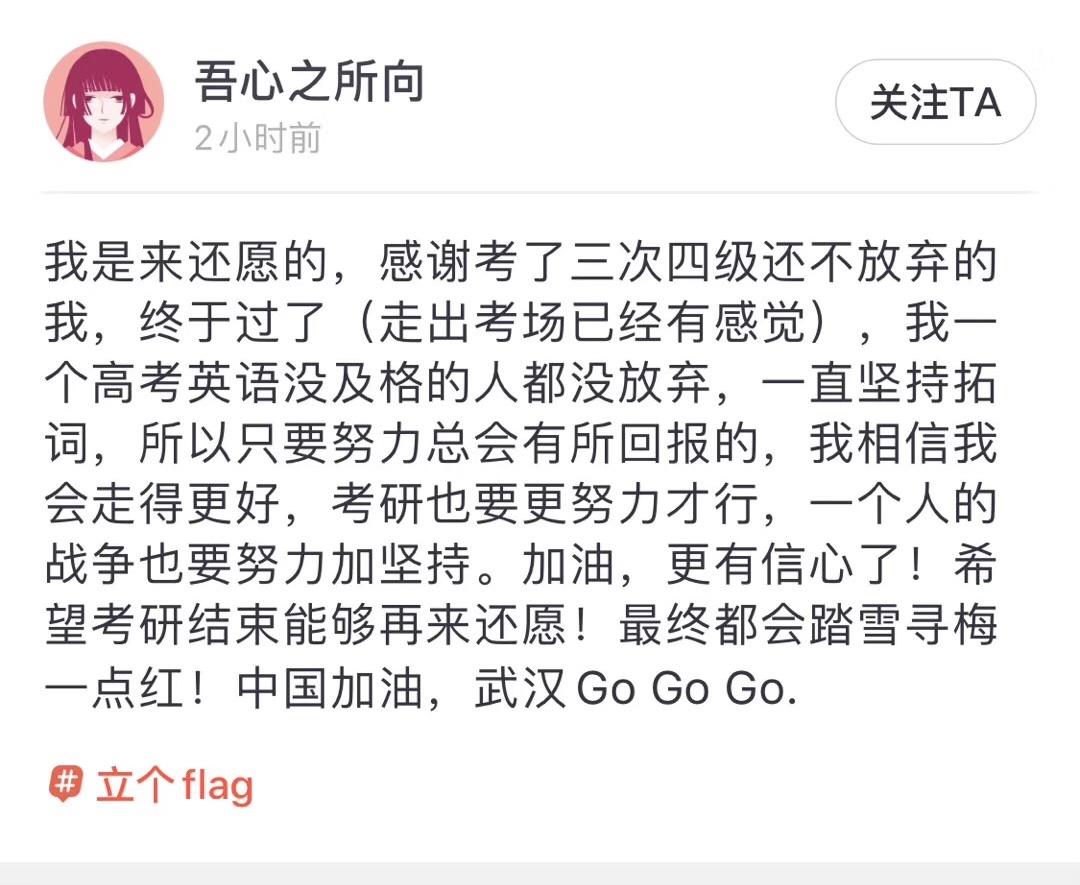 吾心之所向
2小时前
关注TA
我是来还愿的，感谢考了三次四级还不放弃的
我，终于过了（走出考场已经有感觉），我一
个高考英语没及格的人都没放弃，一直坚持拓
词，所以只要努力总会有所回报的，我相信我
会走得更好，考研也要更努力才行，一个人的
战争也要努力加坚持。加油，更有信心了！希
望考研结束能够再来还愿！最终都会踏雪寻梅
一点红！中国加油，武汉Go Go Go.
# 立个flag